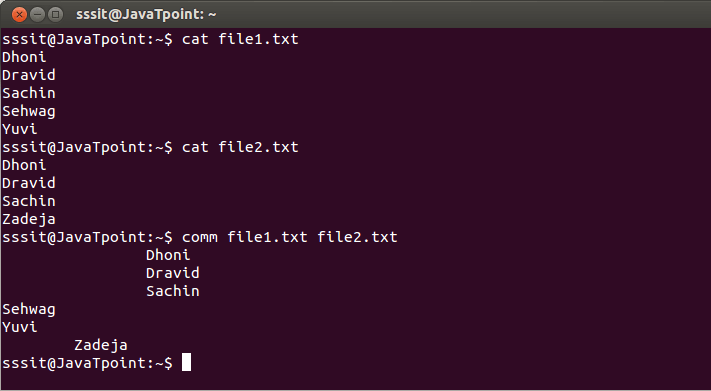 sssit@JavaTpoint: ~
sssit@JavaTpoint:~$ cat file1.txt
Dhoni
Dravid
Sachin
Sehwag
Yuvi
sssit@JavaTpoint:~$ cat file2.txt
Dhoni
Dravid
Sachin
Zadeja
sssit@JavaTpoint:~$ comm file1.txt file2.txt
                Dhoni
                Dravid
                Sachin
Sehwag
Yuvi
        Zadeja
sssit@JavaTpoint:~$